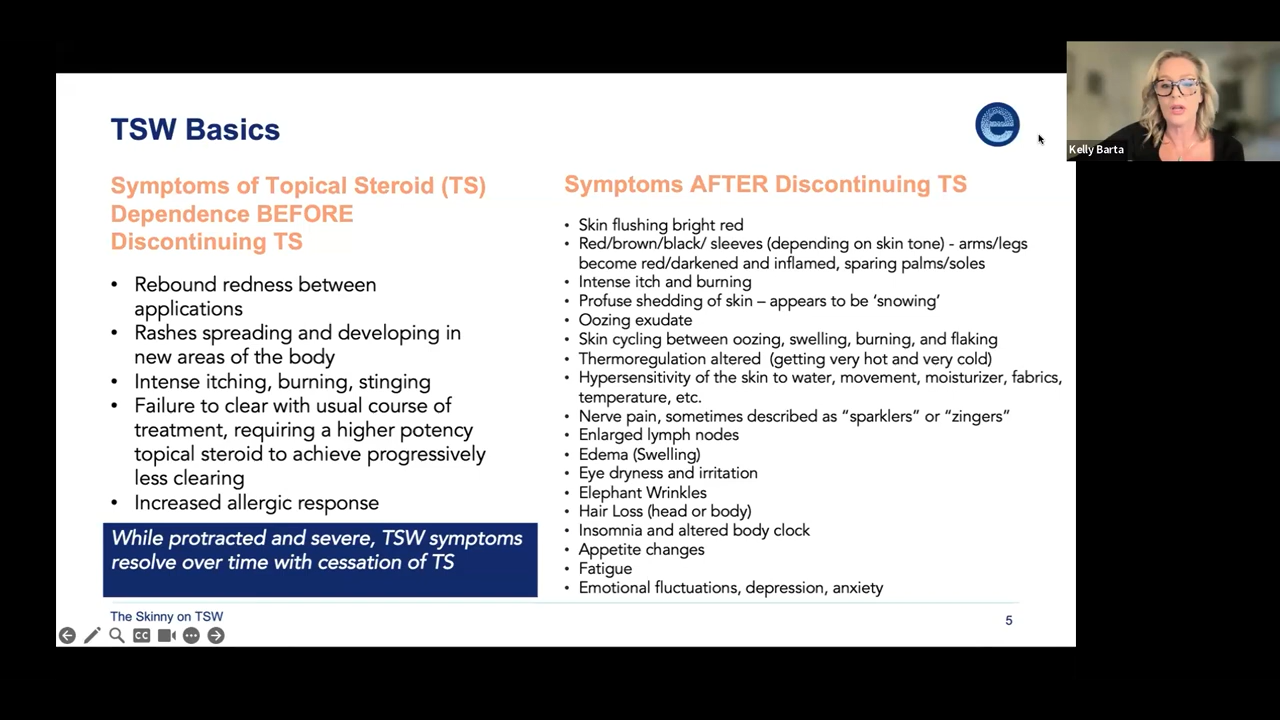 TSW Basics
Kelly Barta
Symptoms of Topical Steroid (TS)
Dependence BEFORE
Discontinuing TS
• Rebound redness between
applications
• Rashes spreading and developing in
new areas of the body
• Intense itching, burning, stinging
• Failure to clear with usual course of
treatment, requiring a higher potency
topical steroid to achieve progressively
less clearing
• Increased allergic response
While protracted and severe, TSW symptoms
resolve over time with cessation of TS
Symptoms AFTER Discontinuing TS
• Skin flushing bright red
• Red/brown/black/ sleeves (depending on skin tone) - arms/legs
become red/darkened and inflamed, sparing palms/soles
• Intense itch and burning
• Profuse shedding of skin – appears to be ‘snowing’
• Oozing exudate
• Skin cycling between oozing, swelling, burning, and flaking
• Thermoregulation altered (getting very hot and very cold)
• Hypersensitivity of the skin to water, movement, moisturizer, fabrics,
temperature, etc.
• Nerve pain, sometimes described as “sparklers” or “zingers”
• Enlarged lymph nodes
• Edema (Swelling)
• Eye dryness and irritation
• Elephant Wrinkles
• Hair Loss (head or body)
• Insomnia and altered body clock
• Appetite changes
• Fatigue
• Emotional fluctuations, depression, anxiety
The Skinny on TSW
5
CC
e